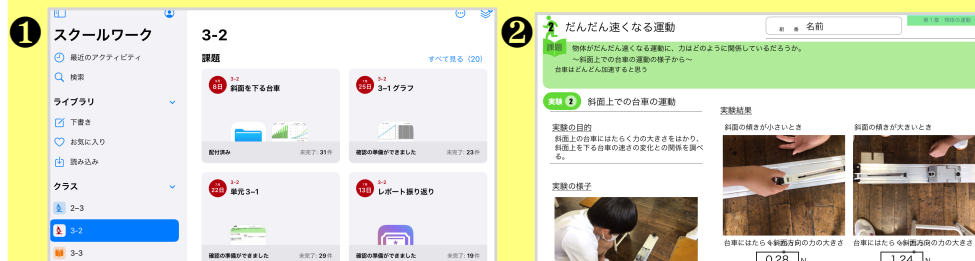 1
スクールワーク
最近のアクティビティ
検索
ライブラリ
下書き
お気に入り
読み込み
クラス
2-3
3-2
3-3
3-2
課題
すべて見る（20）
8日
3-2
斜面を下る台車
配付済み
未完了: 31件
25日
3-2
3-1 グラフ
確認の準備ができました
未完了: 23件
22日
3-2
単元 3-1
確認の準備ができました
未完了: 29件
13日
3-2
レポート振り返り
確認の準備ができました
未完了: 19件
2
2 だんだん速くなる運動
組 番 名前
第1章 物体の運動
課題 物体がだんだん速くなる運動に、力はどのように関係しているだろうか。
〜斜面上での台車の運動の様子から〜
台車はどんどん加速すると思う
実験 2 斜面上での台車の運動
実験の目的
斜面上の台車にはたらく力の大きさをはかり、
斜面上を下る台車の速さの変化との関係を調べ
る。
実験の様子
実験結果
斜面の傾きが小さいとき
斜面の傾きが大きいとき
台車にはたらく斜面方向の力の大きさ
0.28 N
台車にはたらく斜面方向の力の大きさ
1.24 N